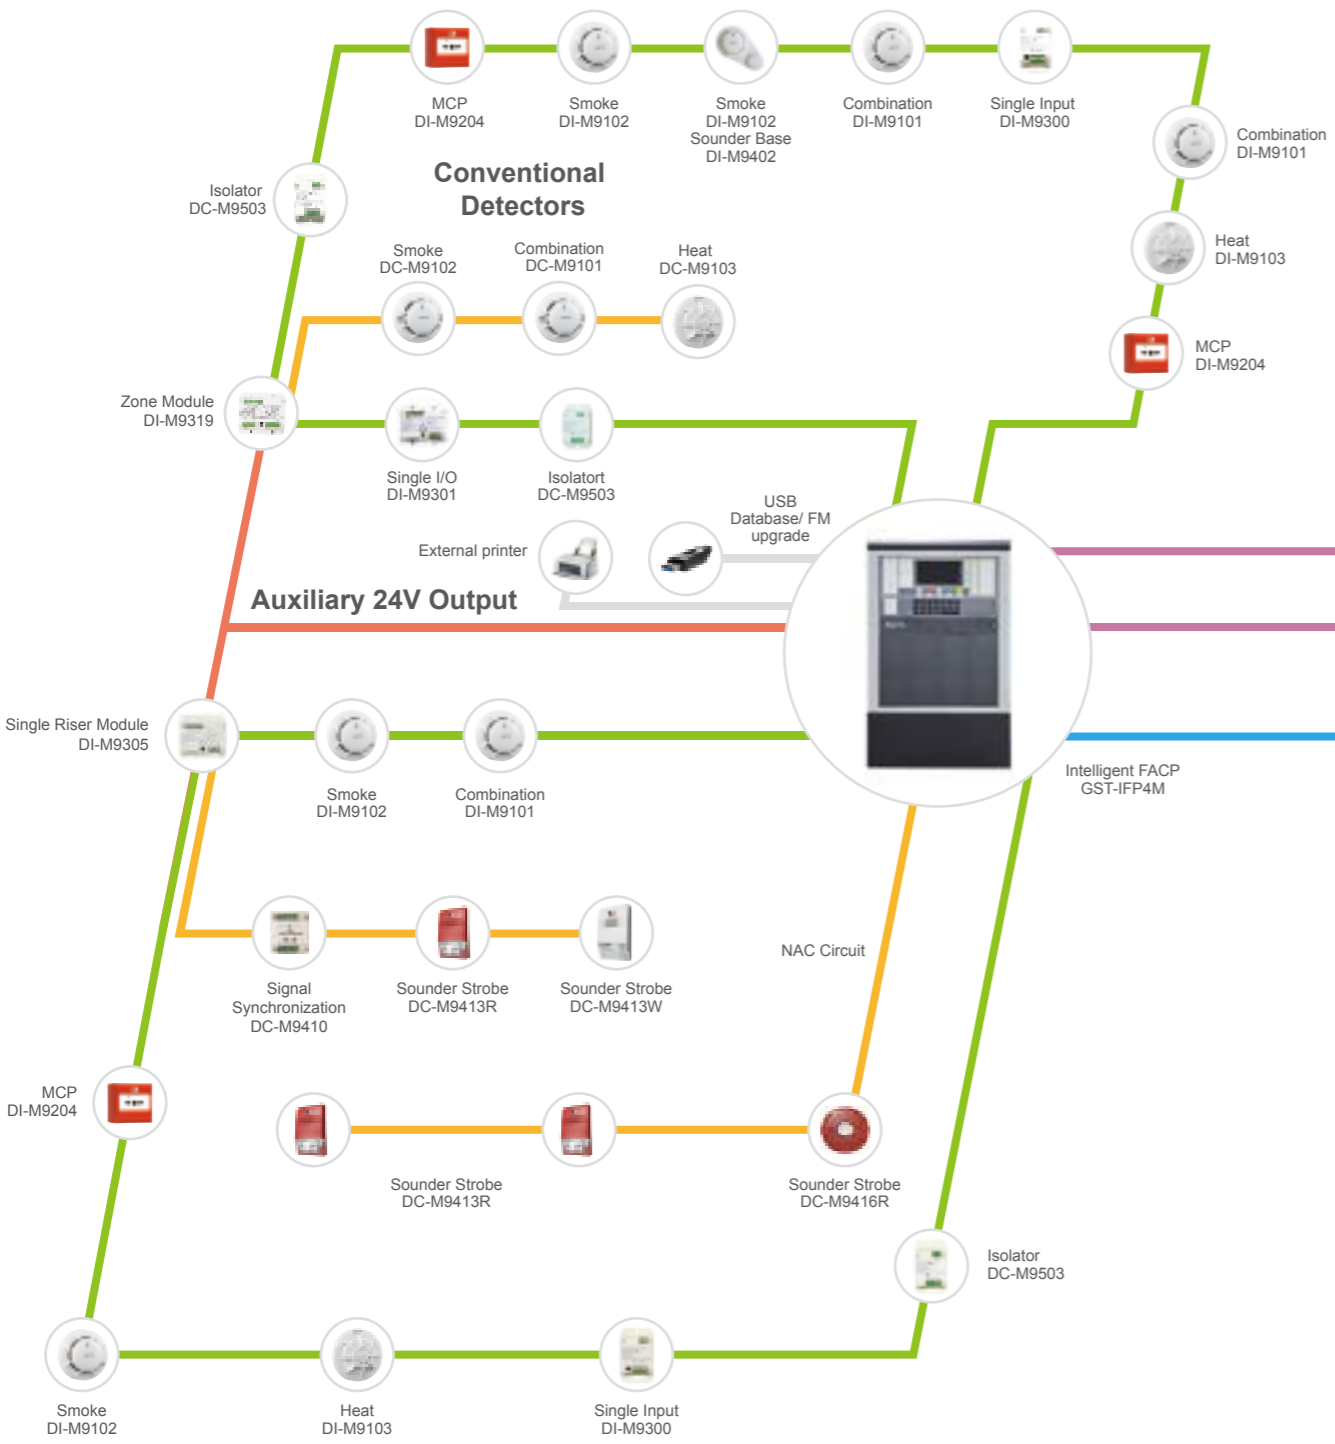 MCP
DI-M9204
Smoke
DI-M9102
Smoke
DI-M9102
Sounder Base
DI-M9402
Combination
DI-M9101
Single Input
DI-M9300
Combination
DI-M9101
Isolator
DC-M9503
Conventional
Detectors
Heat
DI-M9103
Smoke
DC-M9102
Combination
DC-M9101
Heat
DC-M9103
MCP
DI-M9204
Zone Module
DI-M9319
Single I/O
DI-M9301
Isolatort
DC-M9503
USB
Database/ FM
upgrade
External printer
Auxiliary 24V Output
Single Riser Module
DI-M9305
Smoke
DI-M9102
Combination
DI-M9101
Intelligent FACP
GST-IFP4M
NAC Circuit
Signal
Synchronization
DC-M9410
Sounder Strobe
DC-M9413R
Sounder Strobe
DC-M9413W
MCP
DI-M9204
Sounder Strobe
DC-M9413R
Sounder Strobe
DC-M9416R
Isolator
DC-M9503
Smoke
DI-M9102
Heat
DI-M9103
Single Input
DI-M9300